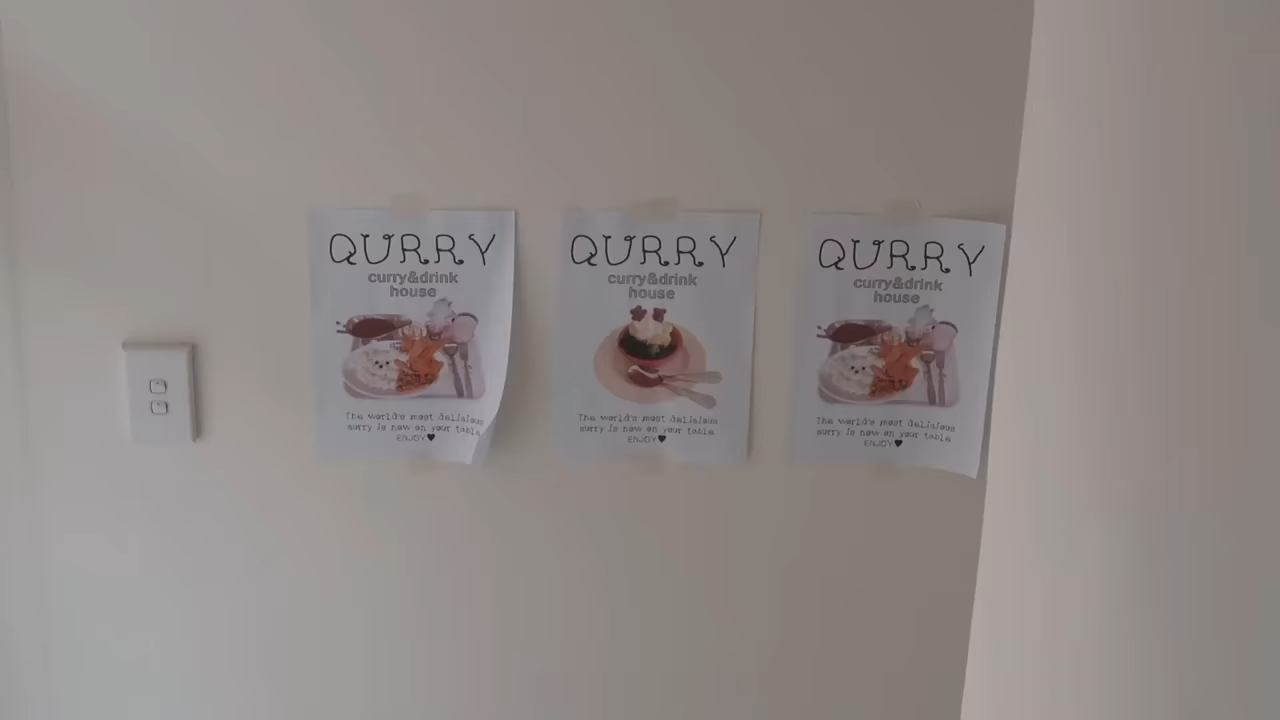 QURRY
curry&drink
house
The world's most delicious
curry is now on your table
ENJOY♥
QURRY
curry&drink
house
The world's most delicious
curry is now on your table
ENJOY♥
QURRY
curry&drink
house
The world's most delicious
curry is now on your table
ENJOY♥